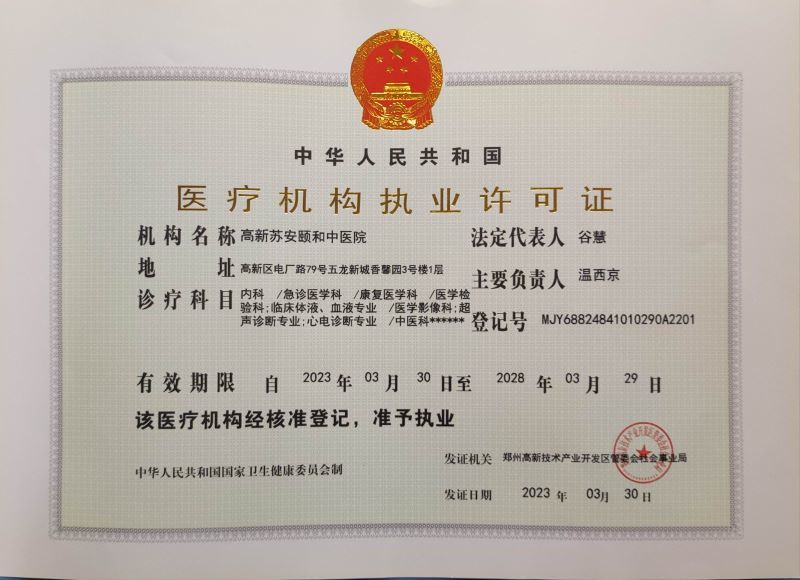 中华人民共和国
医疗机构执业许可证
机构名称 高新苏安颐和中医院
法定代表人 谷慧
地址 高新区电厂路79号五龙新城香馨园3号楼1层
主要负责人 温西京
诊疗科目 内科 /急诊医学科 /康复医学科 /医学检
验科;临床体液、血液专业 /医学影像科;超
声诊断专业;心电诊断专业 /中医科******
登记号 MJY68824841010290A2201
有效期限 自 2023 年 03 月 30 日至 2028 年 03 月 29 日
该医疗机构经核准登记，准予执业
发证机关 郑州高新技术产业开发区管委会社会事业局
中华人民共和国国家卫生健康委员会制
发证日期 2023 年 03月 30 日